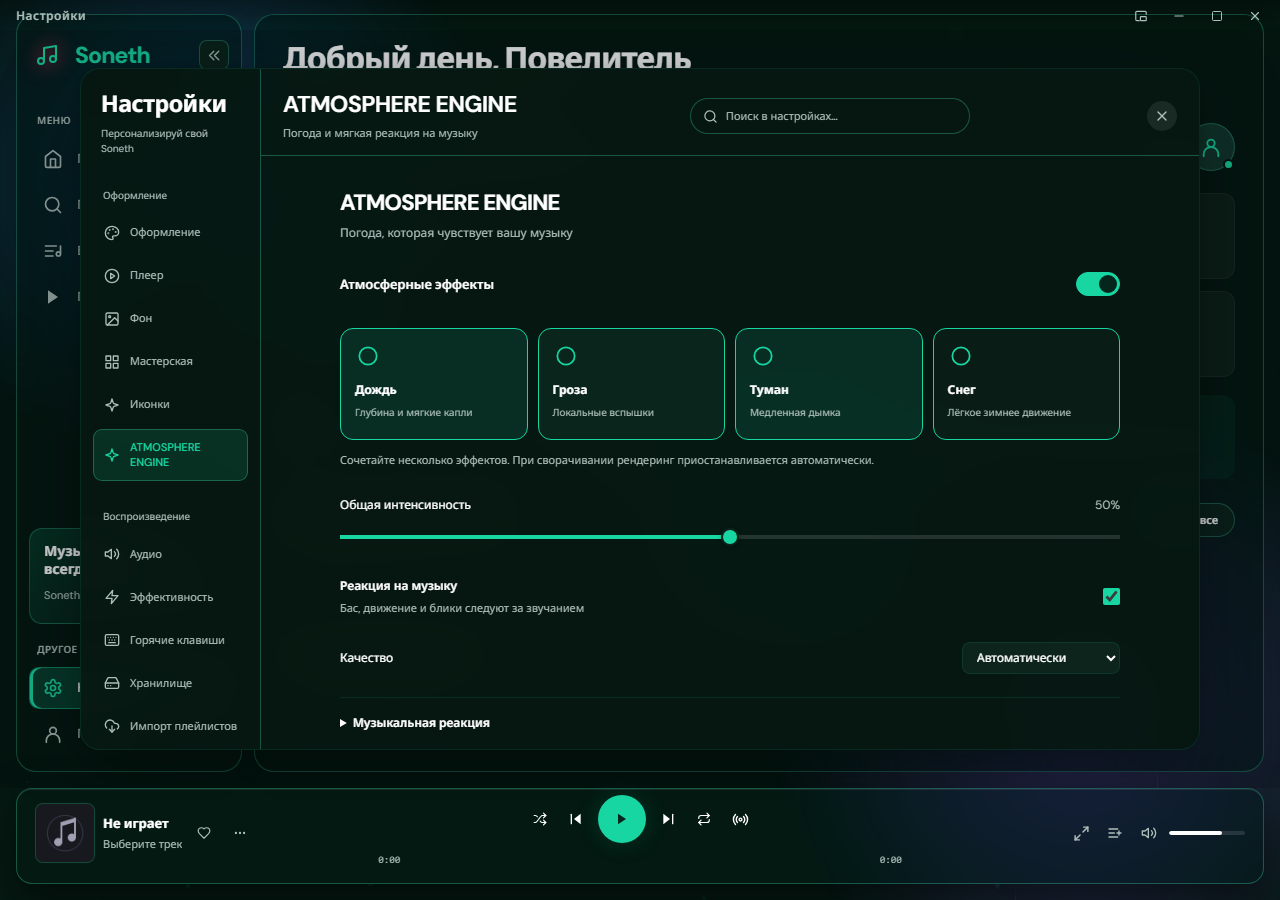 Настройки
Soneth
Добрый день, Повелитель
МЕНЮ
Настройки
Персонализируй свой
Soneth
Оформление
Оформление
Плеер
Фон
Мастерская
Иконки
ATMOSPHERE
ENGINE
Воспроизведение
Аудио
Эффективность
Горячие клавиши
Хранилище
Импорт плейлистов
ATMOSPHERE ENGINE
Погода и мягкая реакция на музыку
Поиск в настройках…
ATMOSPHERE ENGINE
Погода, которая чувствует вашу музыку
Атмосферные эффекты
Дождь
Глубина и мягкие капли
Гроза
Локальные вспышки
Туман
Медленная дымка
Снег
Лёгкое зимнее движение
Сочетайте несколько эффектов. При сворачивании рендеринг приостанавливается автоматически.
Общая интенсивность
50%
Реакция на музыку
Бас, движение и блики следуют за звучанием
Качество
Автоматически
Музыкальная реакция
все
Soneth
ДРУГОЕ
Не играет
Выберите трек
0:00
0:00